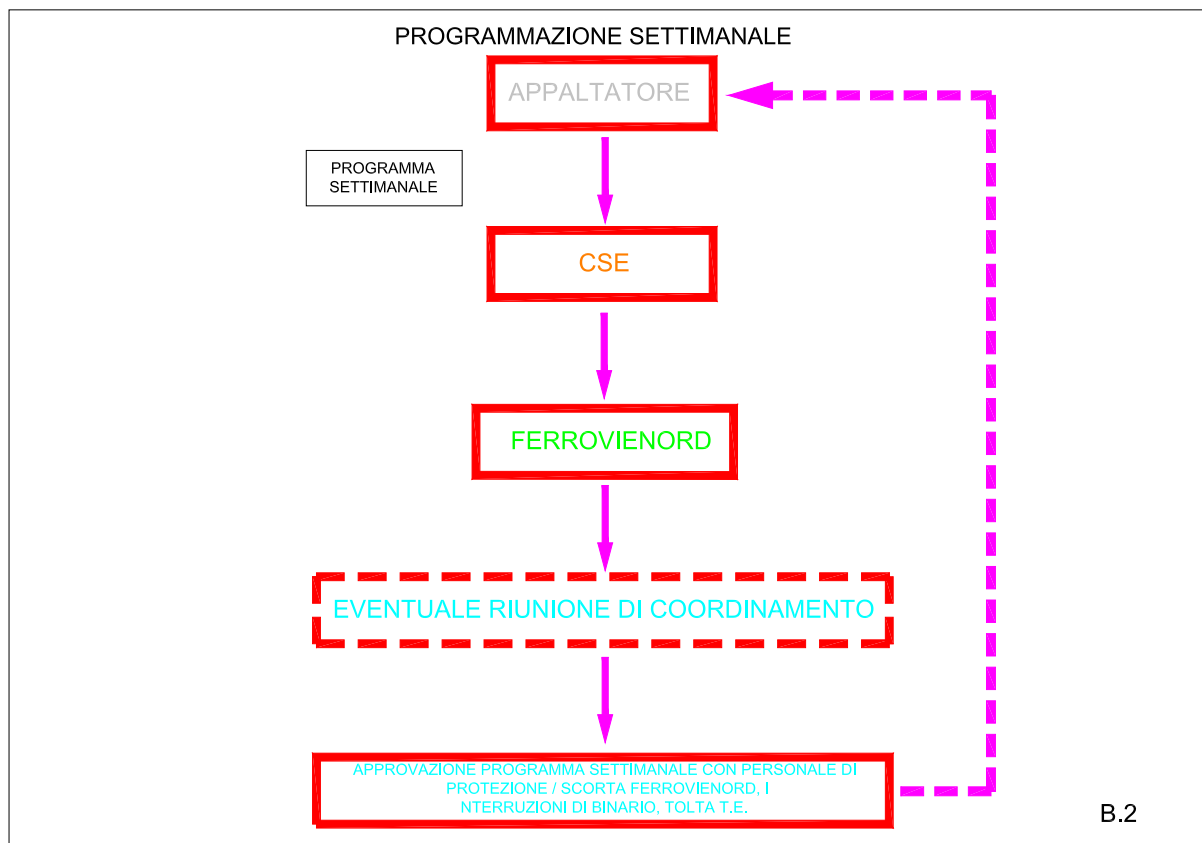 PROGRAMMAZIONE SETTIMANALE
APPALTATORE
PROGRAMMA
SETTIMANALE
CSE
FERROVIENORD
EVENTUALE RIUNIONE DI COORDINAMENTO
APPROVAZIONE PROGRAMMA SETTIMANALE CON PERSONALE DI
PROTEZIONE / SCORTA FERROVIENORD, I
NTERRUZIONI DI BINARIO, TOLTA T.E.
B.2